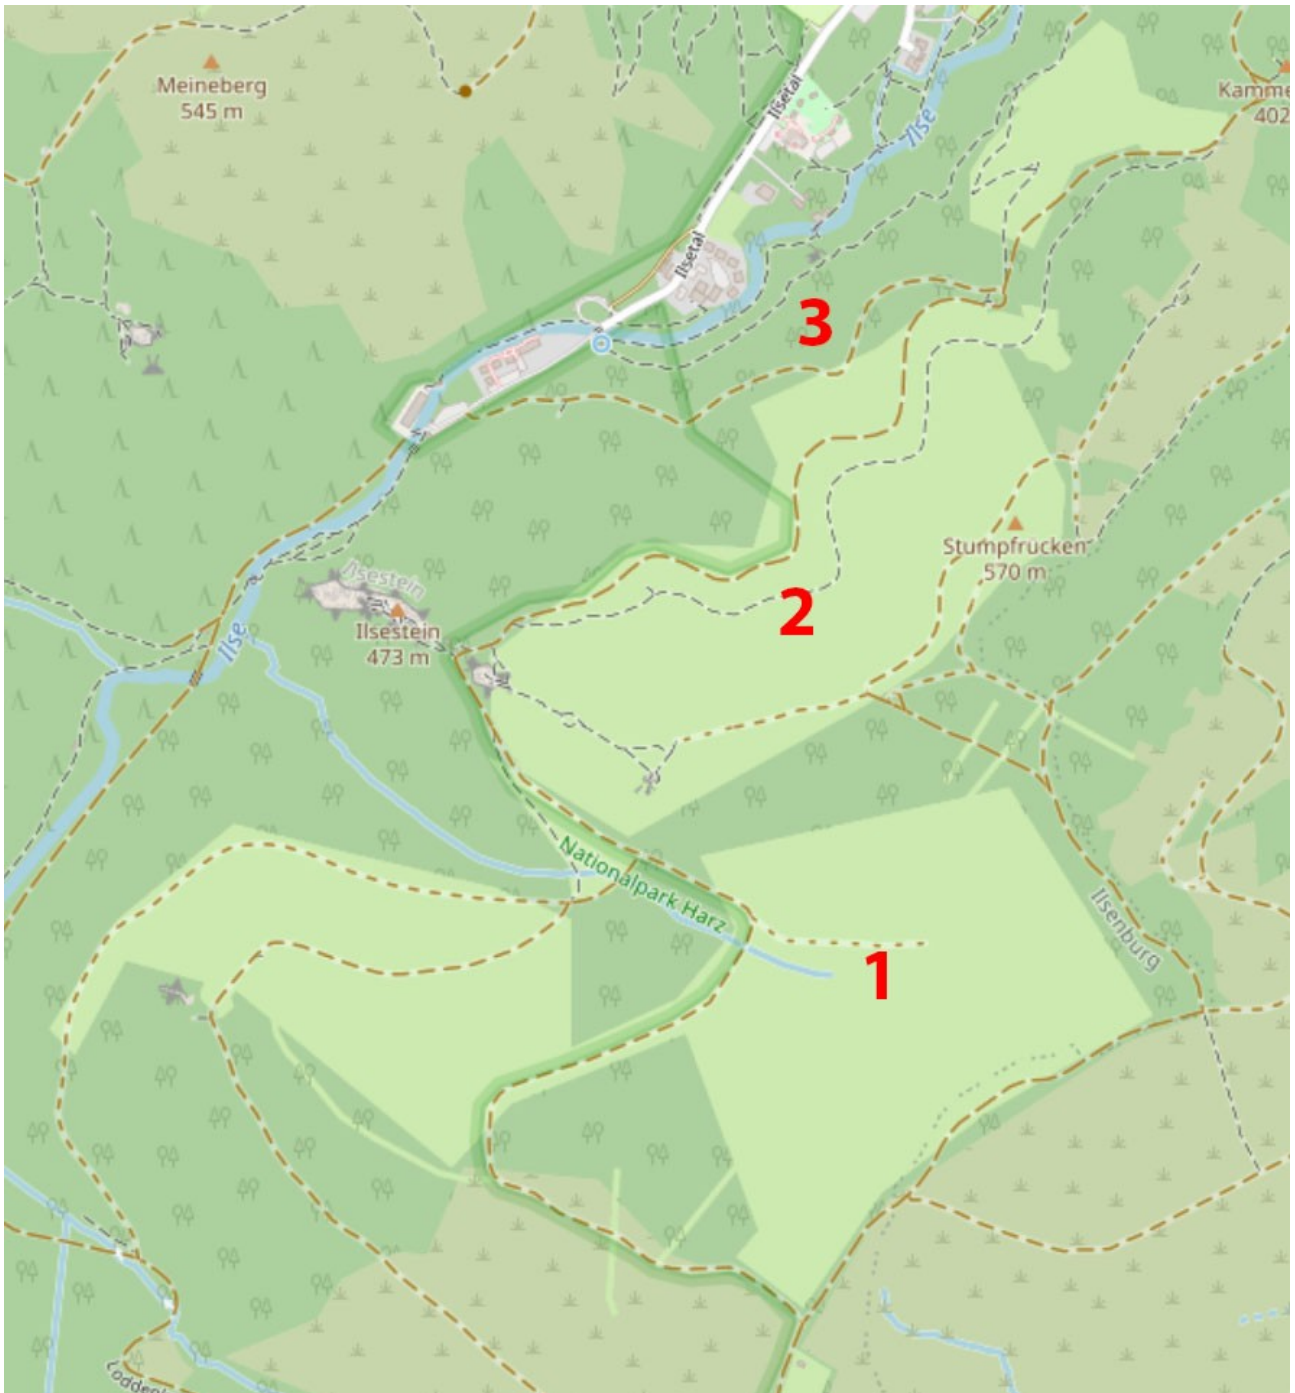 Meineberg
545 m
Ilsetal
Ilse
Kamme
402
Ilsetal
3
Stumpfrücken
570 m
Ilsestein
2
Ilsestein
473 m
Ilse
Nationalpark Harz
Ilsenburg
1